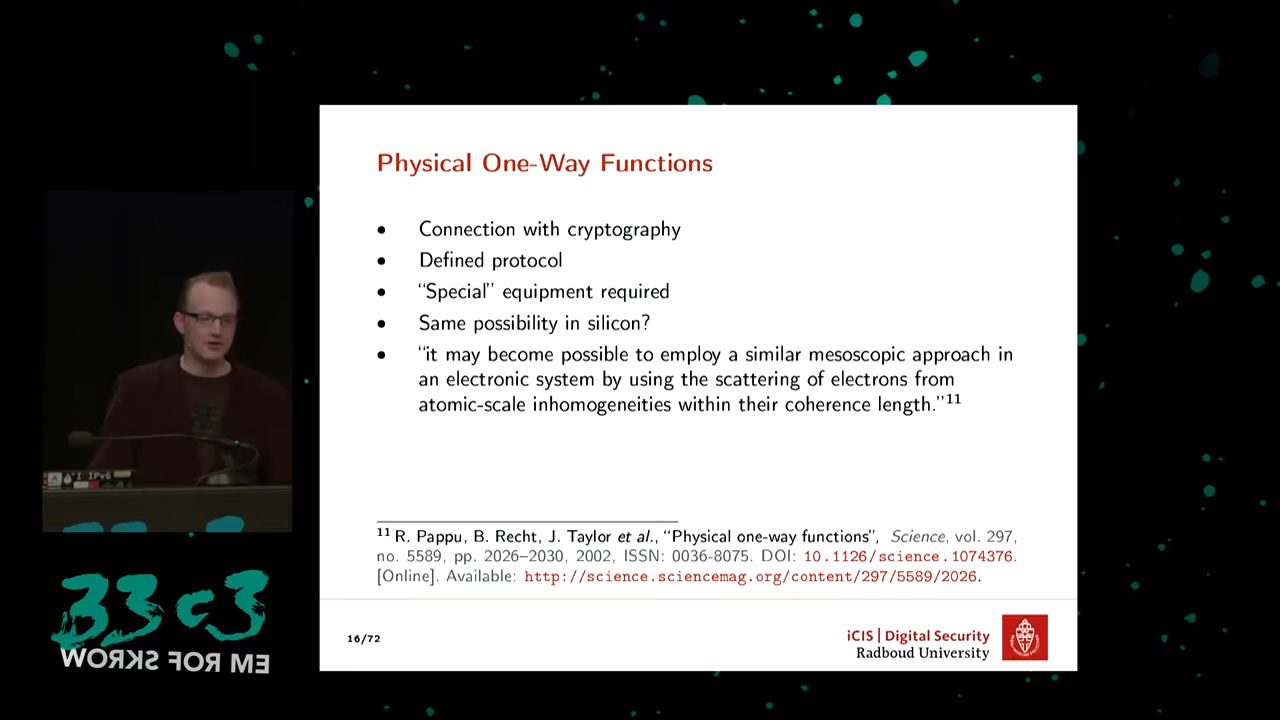 Physical One-Way Functions
• Connection with cryptography
• Defined protocol
• “Special” equipment required
• Same possibility in silicon?
• “it may become possible to employ a similar mesoscopic approach in
an electronic system by using the scattering of electrons from
atomic-scale inhomogeneities within their coherence length.”11
11 R. Pappu, B. Recht, J. Taylor et al., “Physical one-way functions”, Science, vol. 297,
no. 5589, pp. 2026–2030, 2002, ISSN: 0036-8075. DOI: 10.1126/science.1074376.
[Online]. Available: http://science.sciencemag.org/content/297/5589/2026.
16/72
iCIS | Digital Security
Radboud University
IPv6
33c3
WORKS FOR ME